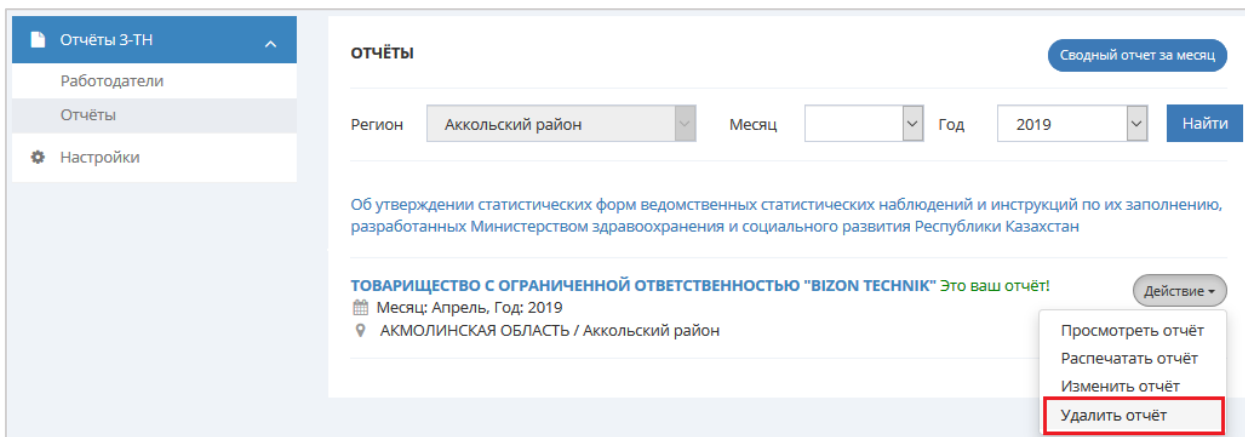 Отчёты 3-ТН
Работодатели
Отчёты
Настройки
ОТЧЁТЫ
Сводный отчет за месяц
Регион Аккольский район Месяц Год 2019 Найти
Об утверждении статистических форм ведомственных статистических наблюдений и инструкций по их заполнению,
разработанных Министерством здравоохранения и социального развития Республики Казахстан
ТОВАРИЩЕСТВО С ОГРАНИЧЕННОЙ ОТВЕТСТВЕННОСТЬЮ "BIZON TECHNIK" Это ваш отчёт!
Месяц: Апрель, Год: 2019
АКМОЛИНСКАЯ ОБЛАСТЬ / Аккольский район
Действие
Просмотреть отчёт
Распечатать отчёт
Изменить отчёт
Удалить отчёт